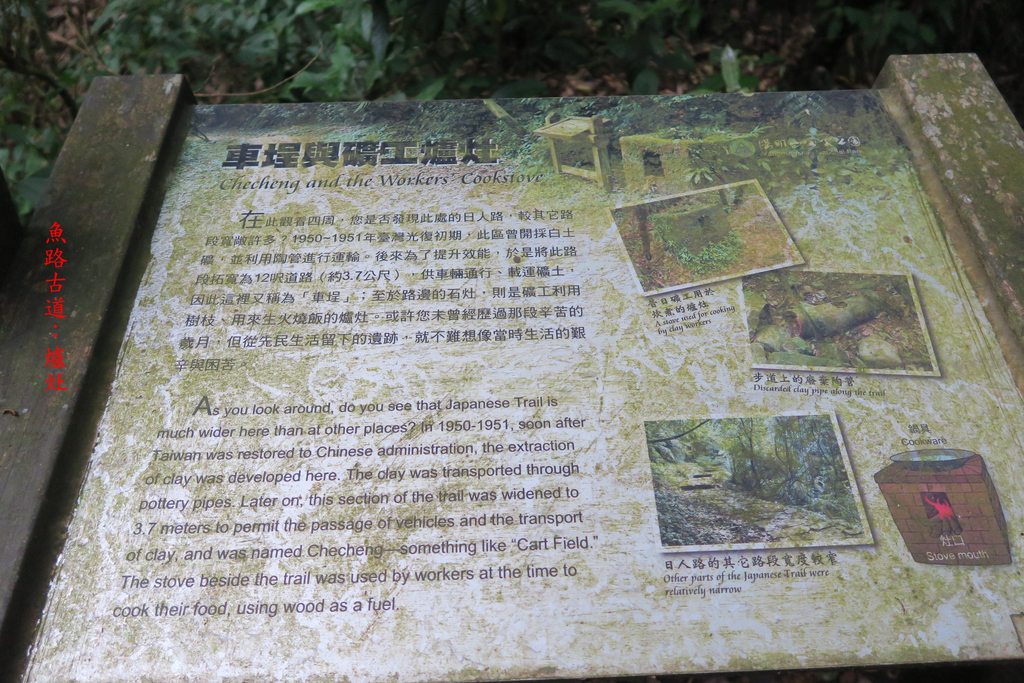 車埕與礦工爐灶
Checheng and the Workers' Cookstove
在此觀看四周，您是否發現此處的日人路，較其它路
段寬敞許多？1950~1951年臺灣光復初期，此區曾開採白土
礦，並利用陶管進行運輸。後來為了提升效能，於是將此路
段拓寬為12呎道路（約3.7公尺），供車輛通行、載運礦土，
因此這裡又稱為「車埕」；至於路邊的石灶，則是礦工利用
樹枝、用來生火燒飯的爐灶。或許您未曾經歷過那段辛苦的
歲月，但從先民生活留下的遺跡，就不難想像當時生活的艱
辛與困苦。
As you look around, do you see that Japanese Trail is
much wider here than at other places? In 1950-1951, soon after
Taiwan was restored to Chinese administration, the extraction
of clay was developed here. The clay was transported through
pottery pipes. Later on, this section of the trail was widened to
3.7 meters to permit the passage of vehicles and the transport
of clay, and was named Checheng—something like "Cart Field."
The stove beside the trail was used by workers at the time to
cook their food, using wood as a fuel.
昔日礦工用於
炊煮的爐灶
A stove used for cooking
by clay workers
步道上的廢棄陶管
Discarded clay pipe along the trail
日人路的其它路段寬度較窄
Other parts of the Japanese Trail were
relatively narrow
鍋具
Cookware
灶口
Stove mouth
魚路古道：爐灶